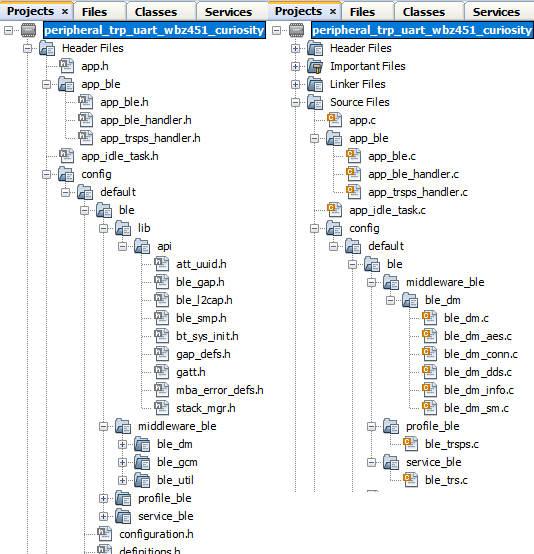 Projects × Files Classes Services
peripheral_trp_uart_wbz451_curiosity
Header Files
app.h
app_ble
app_ble.h
app_ble_handler.h
app_trsps_handler.h
app_idle_task.h
config
default
ble
lib
api
att_uuid.h
ble_gap.h
ble_l2cap.h
ble_smp.h
bt_sys_init.h
gap_defs.h
gatt.h
mba_error_defs.h
stack_mgr.h
middleware_ble
ble_dm
ble_gcm
ble_util
profile_ble
service_ble
configuration.h
definitions.h
Projects × Files Classes Services
peripheral_trp_uart_wbz451_curiosity
Header Files
Important Files
Linker Files
Source Files
app.c
app_ble
app_ble.c
app_ble_handler.c
app_trsps_handler.c
app_idle_task.c
config
default
ble
middleware_ble
ble_dm
ble_dm.c
ble_dm_aes.c
ble_dm_conn.c
ble_dm_dds.c
ble_dm_info.c
ble_dm_sm.c
profile_ble
ble_trsps.c
service_ble
ble_trs.c